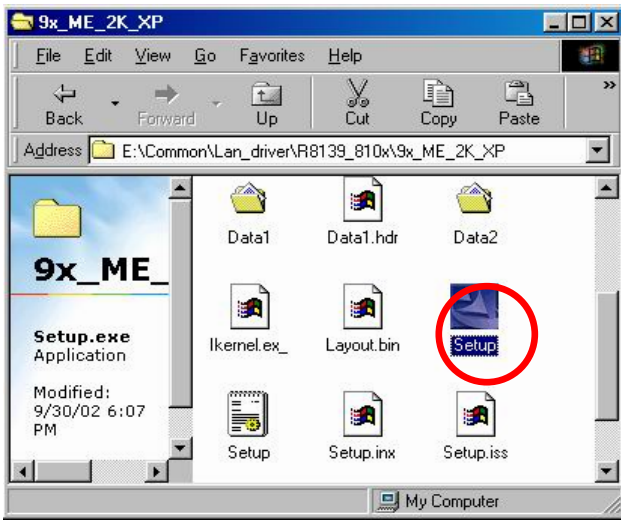 9x_ME_2K_XP
File Edit View Go Favorites Help
Back Forward Up Cut Copy Paste »
Address E:\Common\Lan_driver\R8139_810x\9x_ME_2K_XP
9x_ME_
Setup.exe
Application
Modified:
9/30/02 6:07
PM
Data1 Data1.hdr Data2
Ikernel.ex_ Layout.bin Setup
Setup Setup.inx Setup.iss
My Computer